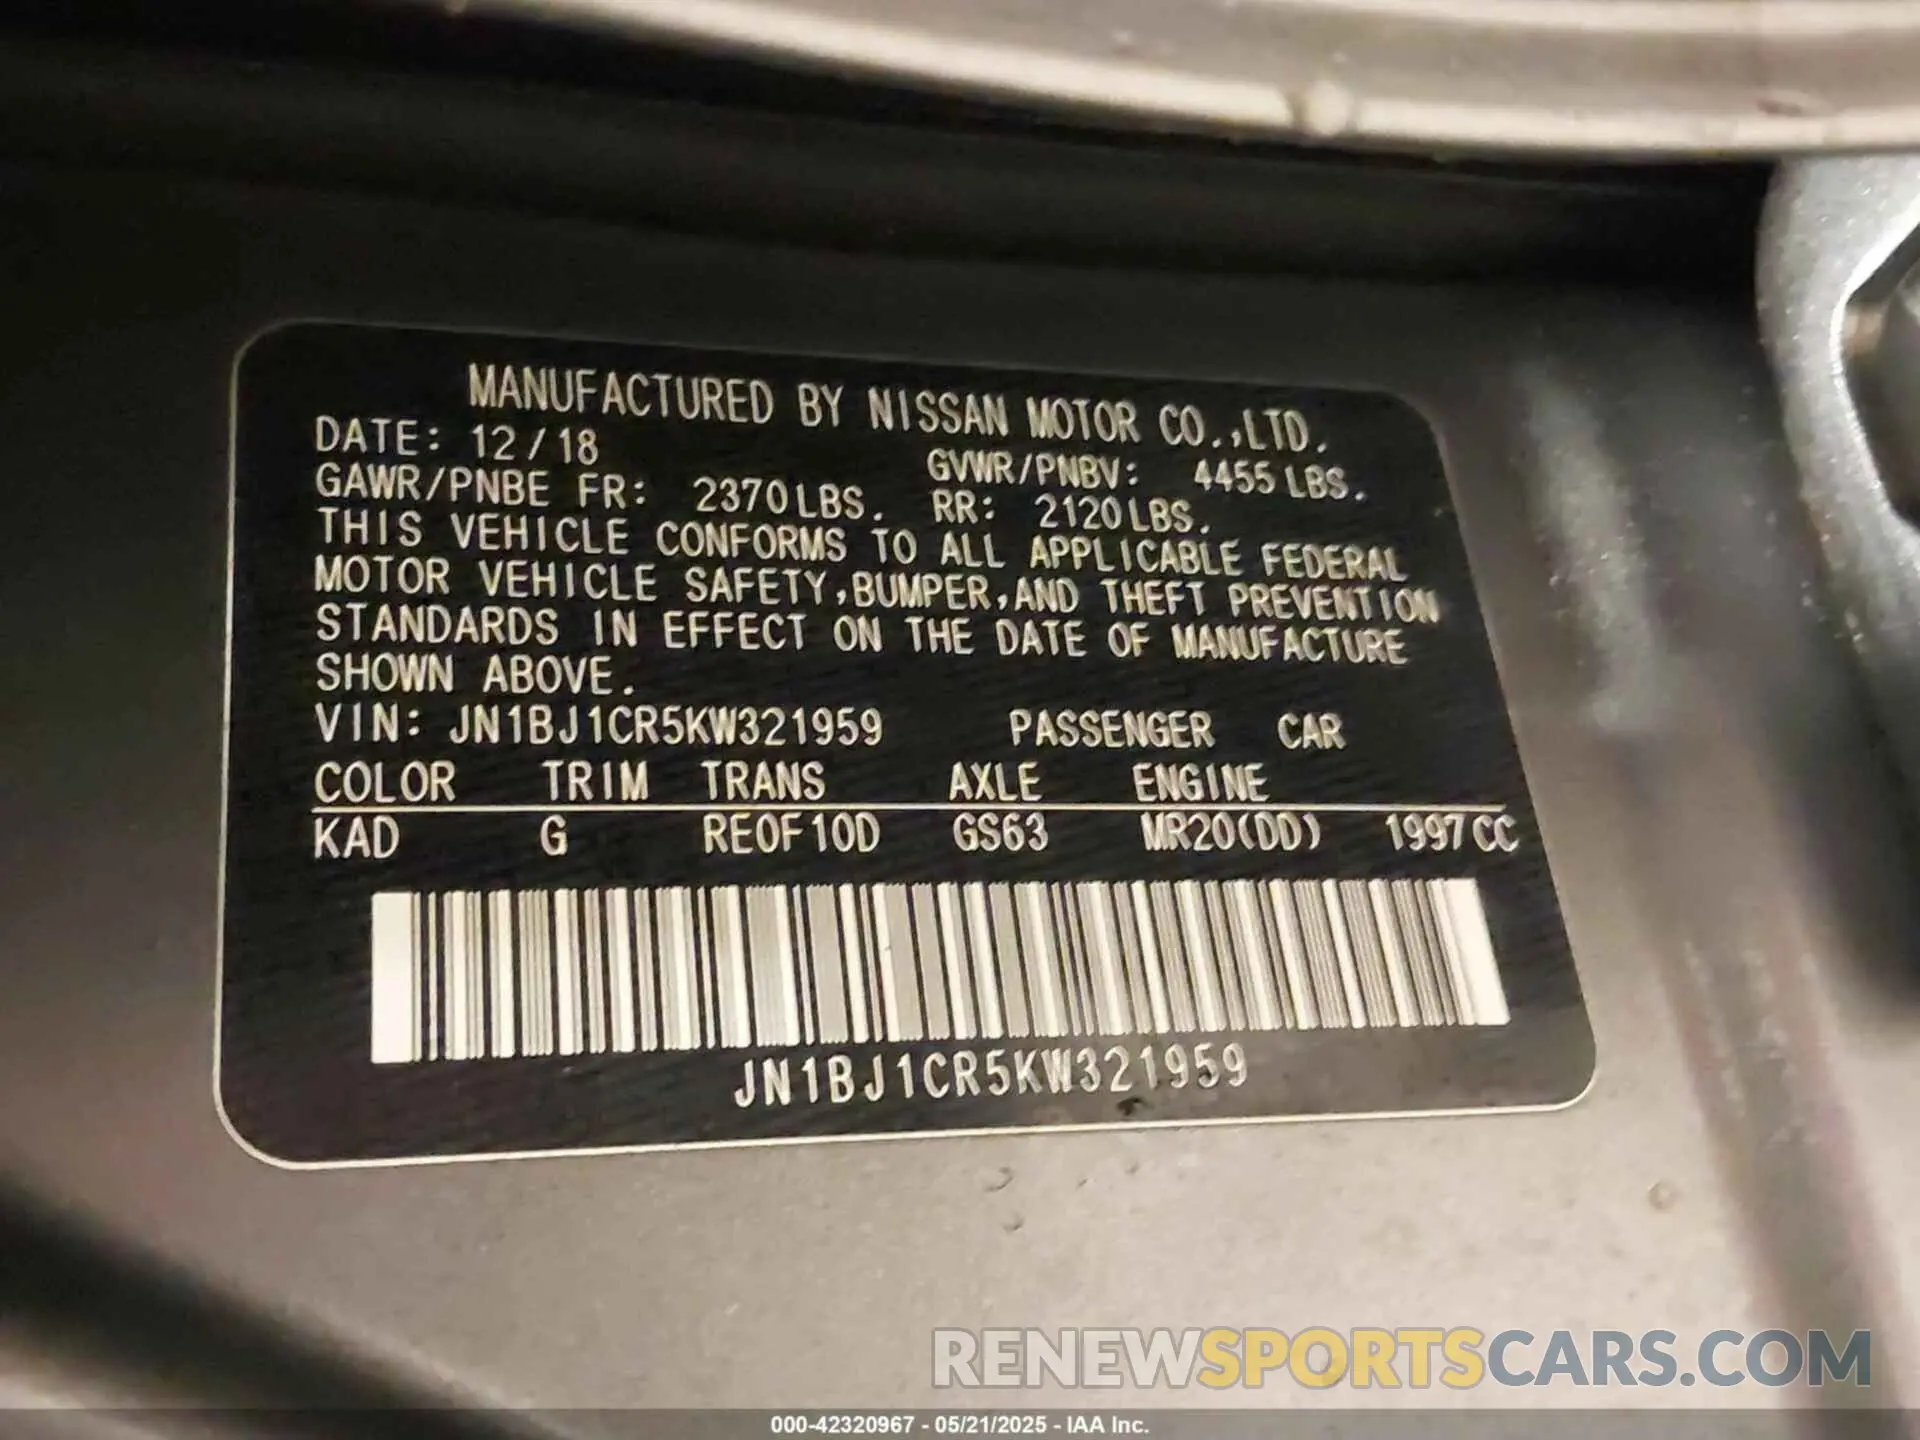 MANUFACTURED BY NISSAN MOTOR CO.,LTD.
DATE: 12/18 GVWR/PNBV: 4455LBS.
GAWR/PNBE FR: 2370LBS. RR: 2120LBS.
THIS VEHICLE CONFORMS TO ALL APPLICABLE FEDERAL
MOTOR VEHICLE SAFETY,BUMPER,AND THEFT PREVENTION
STANDARDS IN EFFECT ON THE DATE OF MANUFACTURE
SHOWN ABOVE.
VIN: JN1BJ1CR5KW321959 PASSENGER CAR
COLOR TRIM TRANS AXLE ENGINE
KAD G RE0F10D GS63 MR20(DD) 1997CC
JN1BJ1CR5KW321959
RENEWSPORTSCARS.COM
000-42320967 - 05/21/2025 - IAA Inc.